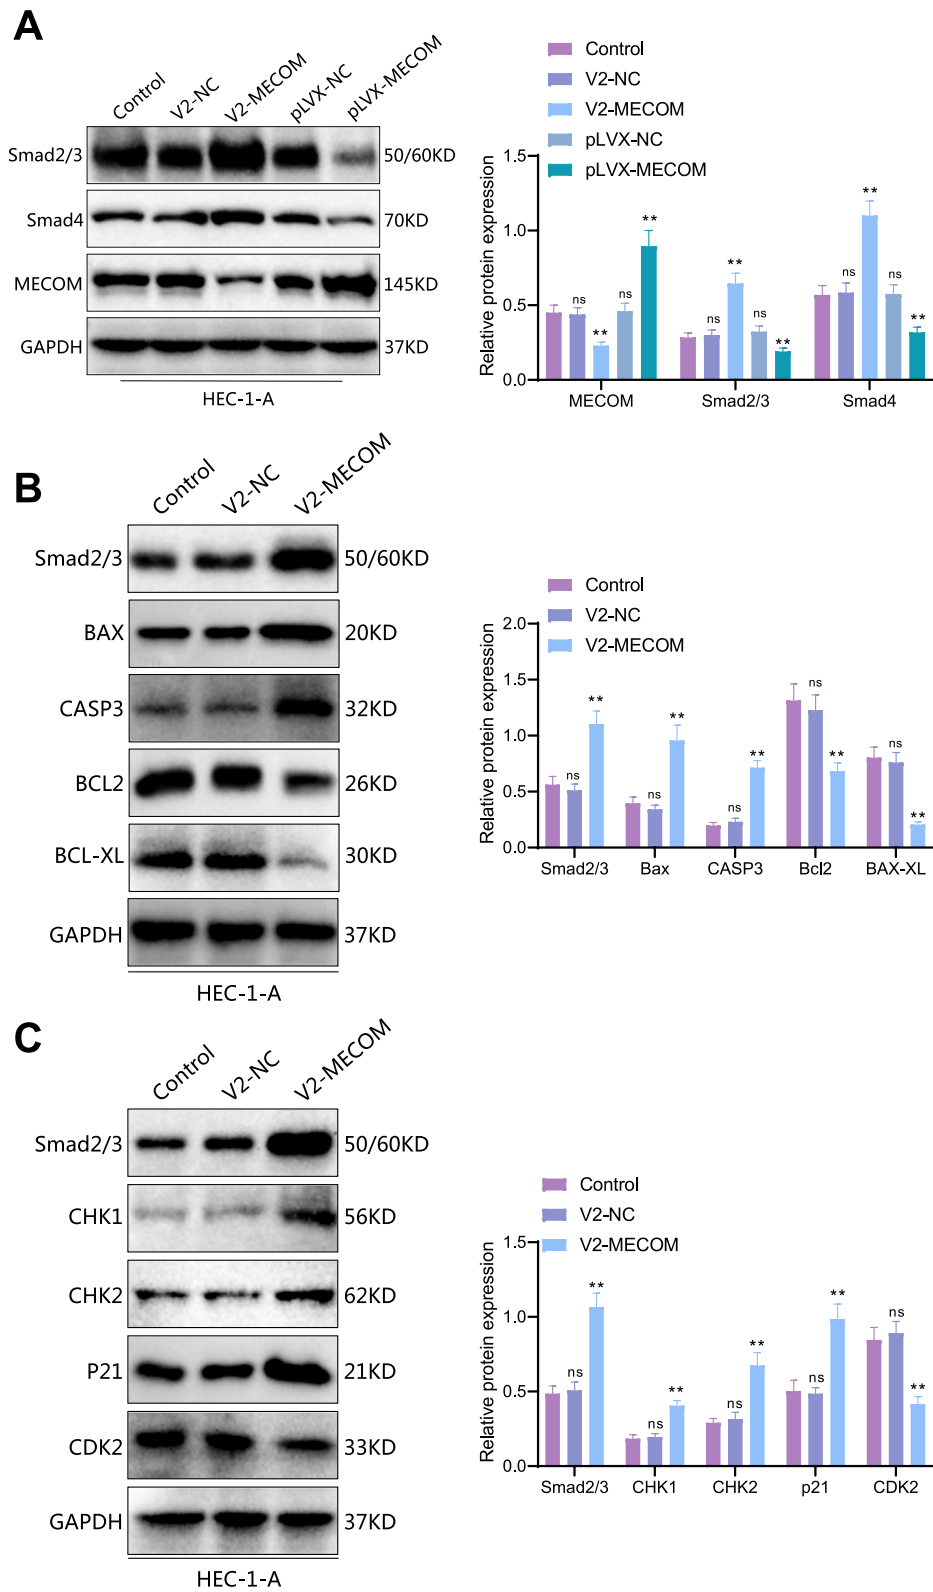 A
Control
V2-NC
V2-MECOM
pLVX-NC
pLVX-MECOM
Smad2/3
50/60KD
Smad4
70KD
MECOM
145KD
GAPDH
37KD
HEC-1-A
Control
V2-NC
V2-MECOM
pLVX-NC
pLVX-MECOM
Relative protein expression
1.5
1.0
0.5
0.0
ns
**
ns
**
ns
**
ns
**
ns
**
ns
**
MECOM
Smad2/3
Smad4
B
Control
V2-NC
V2-MECOM
Smad2/3
50/60KD
BAX
20KD
CASP3
32KD
BCL2
26KD
BCL-XL
30KD
GAPDH
37KD
HEC-1-A
Control
V2-NC
V2-MECOM
Relative protein expression
2.0
1.5
1.0
0.5
0.0
ns
**
ns
**
ns
**
ns
**
ns
**
Smad2/3
Bax
CASP3
Bcl2
BAX-XL
C
Control
V2-NC
V2-MECOM
Smad2/3
50/60KD
CHK1
56KD
CHK2
62KD
P21
21KD
CDK2
33KD
GAPDH
37KD
HEC-1-A
Control
V2-NC
V2-MECOM
Relative protein expression
1.5
1.0
0.5
0.0
ns
**
ns
**
ns
**
ns
**
ns
**
Smad2/3
CHK1
CHK2
p21
CDK2